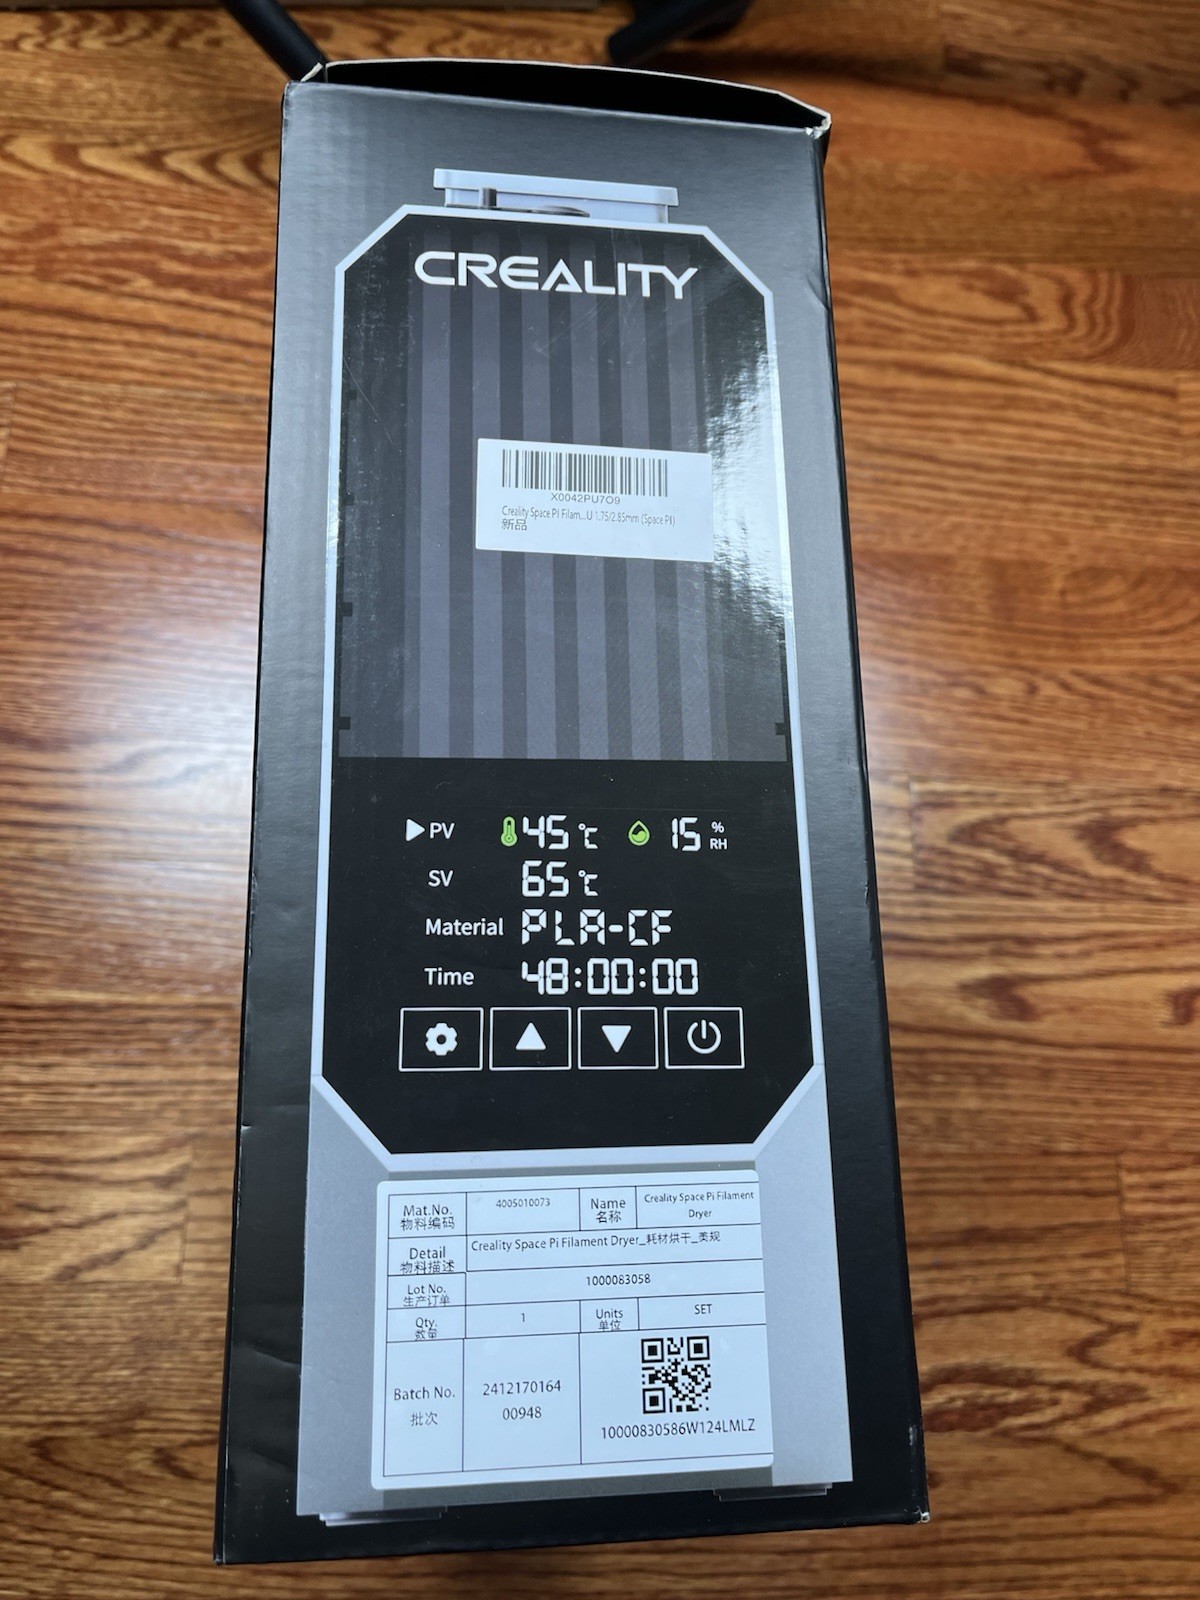 CREALITY
X0042PU7O9
Creality Space PI Filam...U 1.75/2.85mm (Space PI)
新品
PV 45 ℃ 15 % RH
SV 65 ℃
Material PLA-CF
Time 48:00:00
Mat.No. 4005010073 Name Creality Space Pi Filament
物料编码 名称 Dryer
Detail Creality Space Pi Filament Dryer_耗材烘干_美规
物料描述
Lot No. 1000083058
生产订单
Qty. 1 Units SET
数量 单位
Batch No. 2412170164
批次 00948
10000830586W124LMLZ